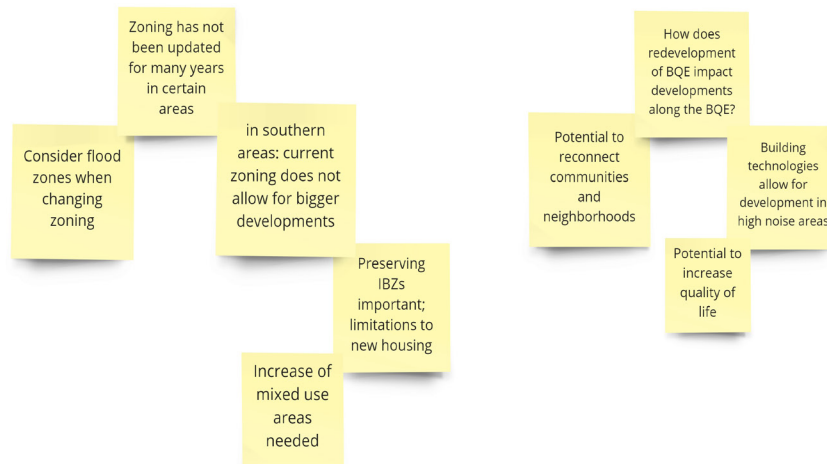 Zoning has not
been updated
for many years
in certain
areas
Consider flood
zones when
changing
zoning
in southern
areas: current
zoning does not
allow for bigger
developments
Preserving
IBZs
important;
limitations to
new housing
Increase of
mixed use
areas
needed
How does
redevelopment
of BQE impact
developments
along the BQE?
Potential to
reconnect
communities
and
neighborhoods
Building
technologies
allow for
development in
high noise areas
Potential to
increase
quality of
life